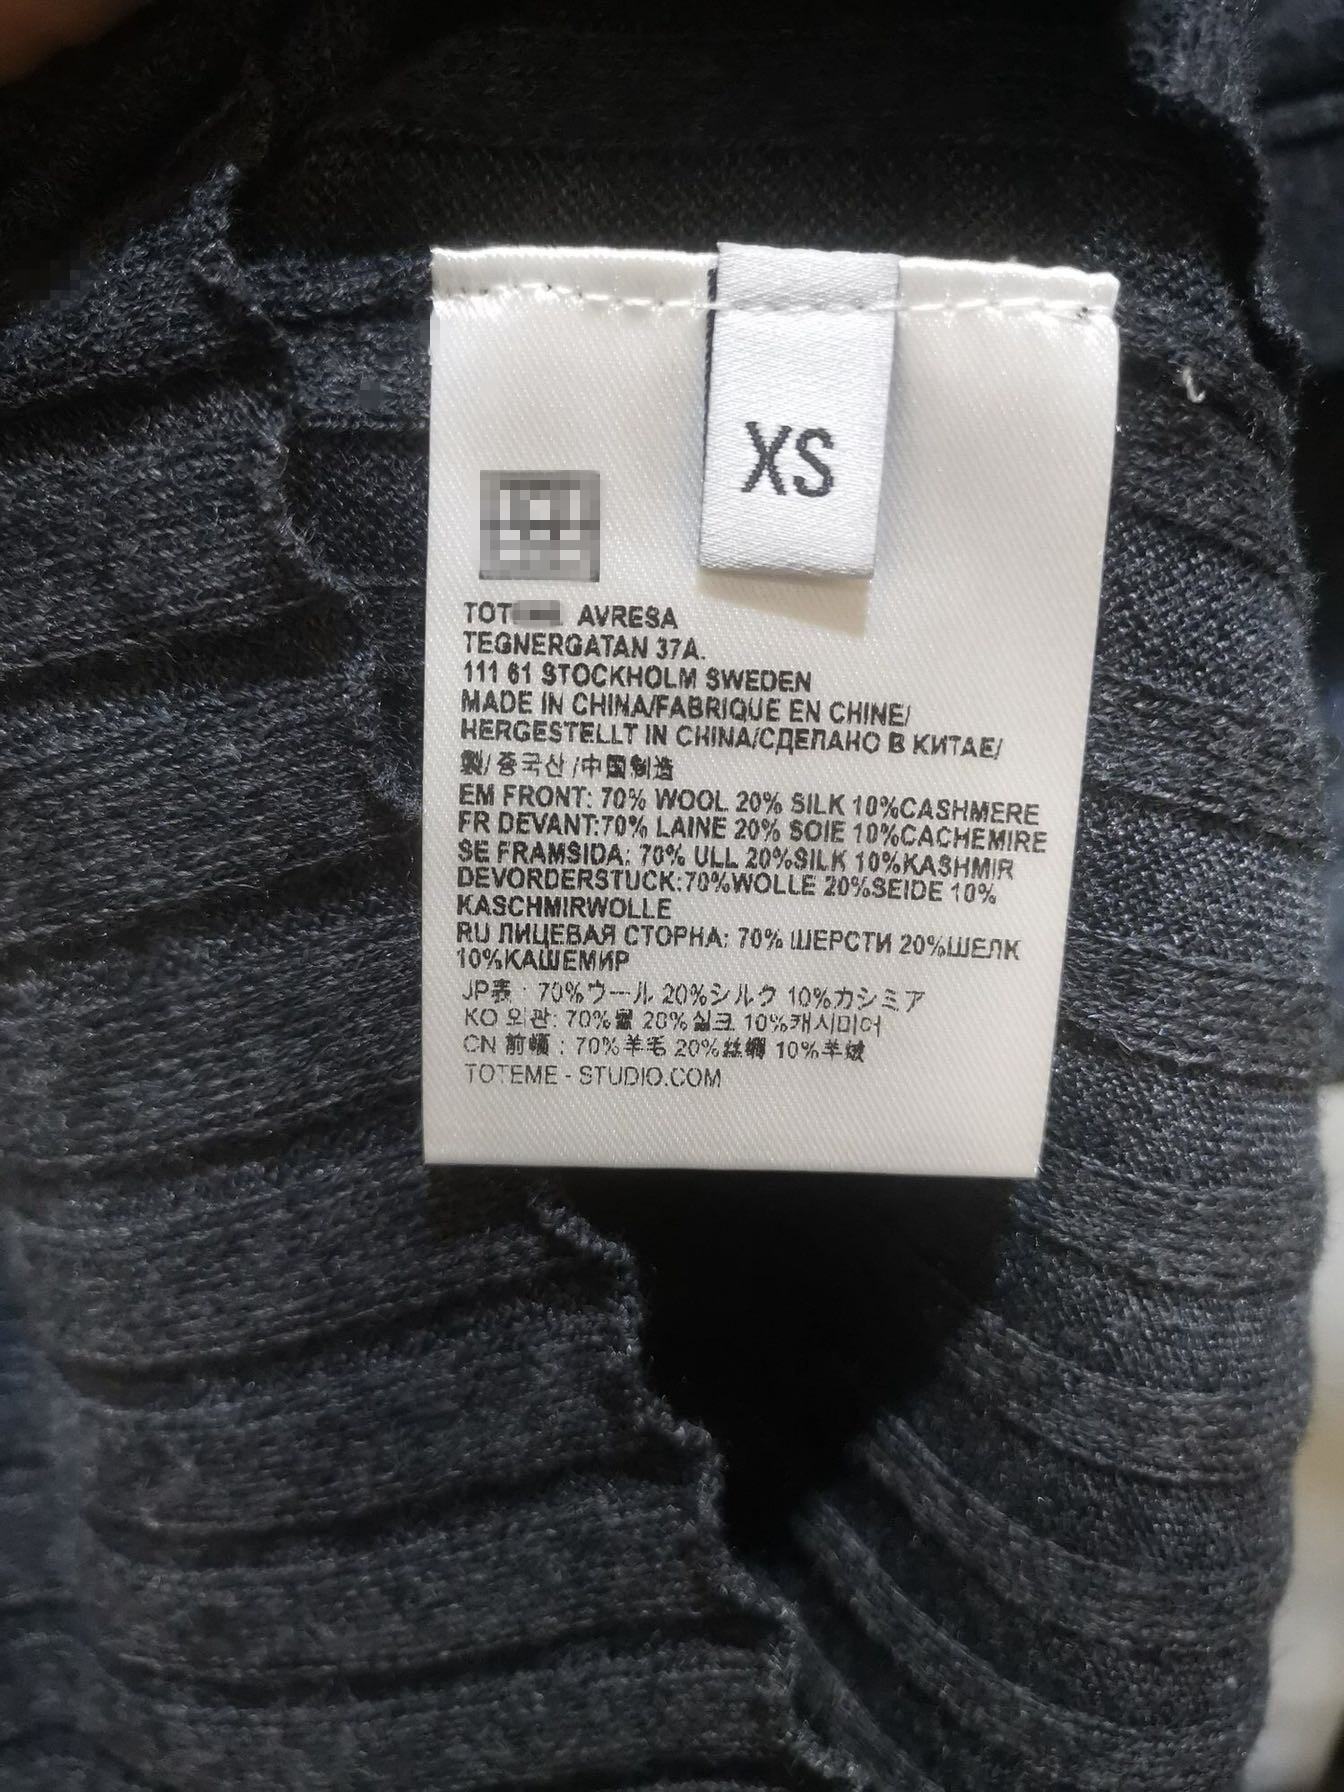 XS
TOT AVRESA
TEGNERGATAN 37A.
111 61 STOCKHOLM SWEDEN
MADE IN CHINA/FABRIQUE EN CHINE/
HERGESTELLT IN CHINA/СДЕЛАНО В КИТАЕ/
製/중국산/中国制造
EM FRONT: 70% WOOL 20% SILK 10%CASHMERE
FR DEVANT:70% LAINE 20% SOIE 10%CACHEMIRE
SE FRAMSIDA: 70% ULL 20%SILK 10%KASHMIR
DEVORDERSTUCK:70%WOLLE 20%SEIDE 10%
KASCHMIRWOLLE
RU ЛИЦЕВАЯ СТОРНА: 70% ШЕРСТИ 20%ШЕЛК
10%КАШЕМИР
JP表:70%ウール 20%シルク 10%カシミア
KO 외관: 70%울 20%실크 10%캐시미어
CN 前幅:70%羊毛 20%丝绸 10%羊绒
TOTEME - STUDIO.COM